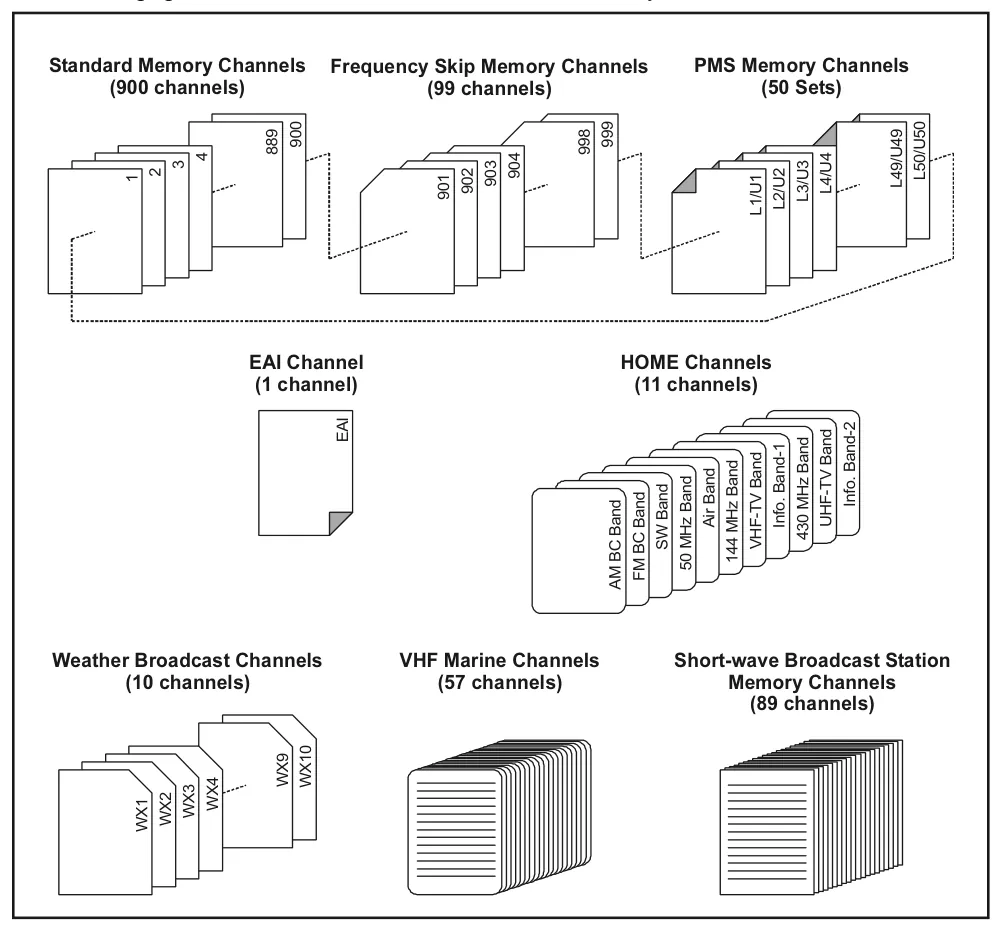 Standard Memory Channels
(900 channels)
1
2
3
4
889
900
Frequency Skip Memory Channels
(99 channels)
901
902
903
904
998
999
PMS Memory Channels
(50 Sets)
L1/U1
L2/U2
L3/U3
L4/U4
L49/U49
L50/U50
EAI Channel
(1 channel)
EAI
HOME Channels
(11 channels)
AM BC Band
FM BC Band
SW Band
50 MHz Band
Air Band
144 MHz Band
VHF-TV Band
Info. Band-1
430 MHz Band
UHF-TV Band
Info. Band-2
Weather Broadcast Channels
(10 channels)
WX1
WX2
WX3
WX4
WX9
WX10
VHF Marine Channels
(57 channels)
Short-wave Broadcast Station
Memory Channels
(89 channels)